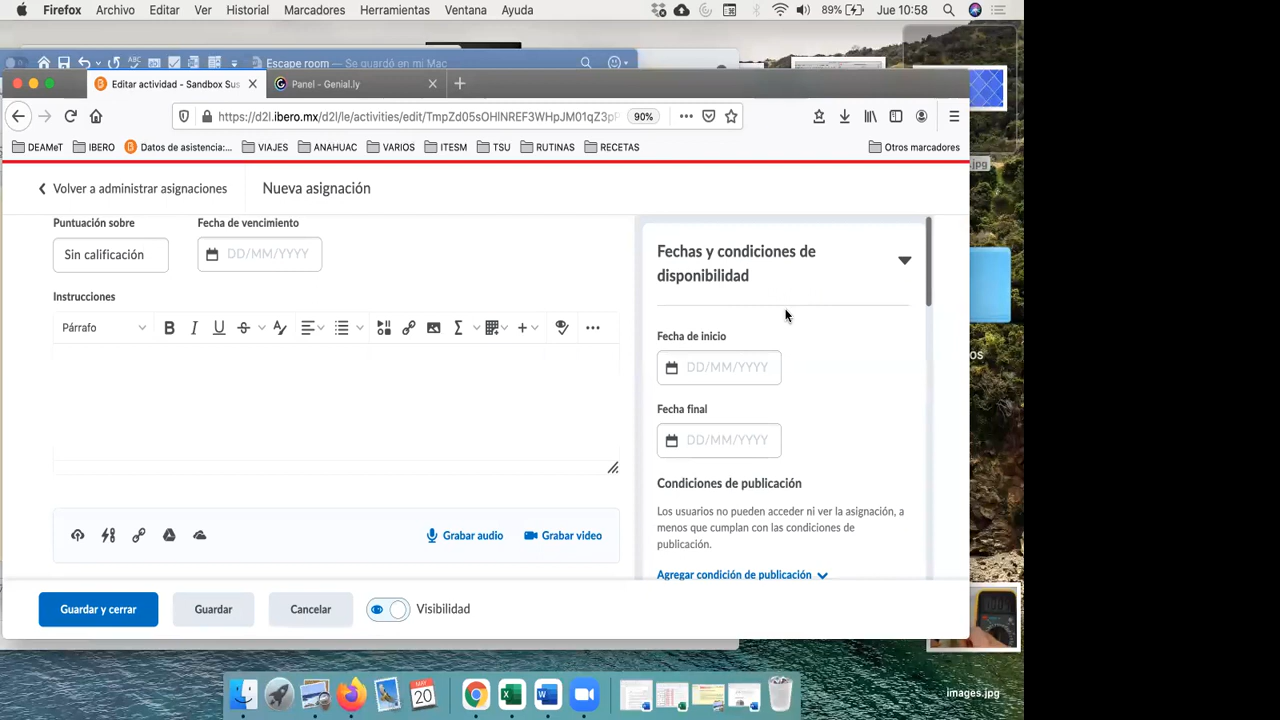 Firefox Archivo Editar Ver Historial Marcadores Herramientas Ventana Ayuda 89% Jue 10:58
Escape room — Se guardó en mi Mac
Editar actividad - Sandbox Sus
Panel - Genial.ly
https://d2l.ibero.mx/d2l/le/activities/edit/
90%
DEAMeT IBERO Datos de asistencia:... VIAJES ANAHUAC VARIOS ITESM TSU RUTINAS RECETAS Otros marcadores
.jpg
Volver a administrar asignaciones Nueva asignación
Puntuación sobre Fecha de vencimiento
Sin calificación DD/MM/YYYY
Instrucciones
Párrafo
Fechas y condiciones de
disponibilidad
Fecha de inicio
DD/MM/YYYY
os
Fecha final
DD/MM/YYYY
Condiciones de publicación
Los usuarios no pueden acceder ni ver la asignación, a
menos que cumplan con las condiciones de
publicación.
Agregar condición de publicación
Grabar audio Grabar video
Guardar y cerrar Guardar Cancelar Visibilidad
MAY
20
images.jpg